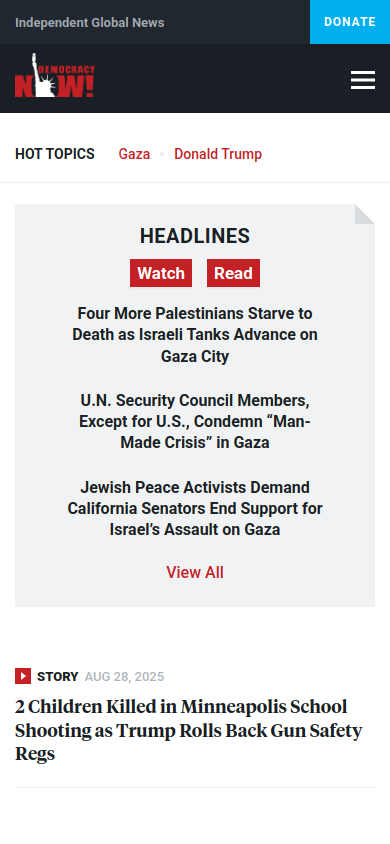 Independent Global News
DONATE
DEMOCRACY
NOW!
HOT TOPICS
Gaza
Donald Trump
HEADLINES
Watch
Read
Four More Palestinians Starve to
Death as Israeli Tanks Advance on
Gaza City
U.N. Security Council Members,
Except for U.S., Condemn “Man-
Made Crisis” in Gaza
Jewish Peace Activists Demand
California Senators End Support for
Israel’s Assault on Gaza
View All
STORY AUG 28, 2025
2 Children Killed in Minneapolis School
Shooting as Trump Rolls Back Gun Safety
Regs